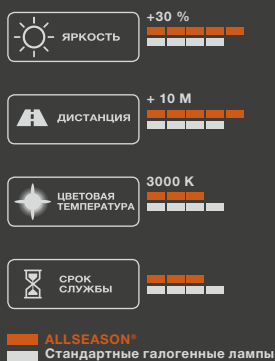 +30 %
ЯРКОСТЬ
+ 10 М
ДИСТАНЦИЯ
3000 K
ЦВЕТОВАЯ
ТЕМПЕРАТУРА
СРОК
СЛУЖБЫ
ALLSEASON®
Стандартные галогенные лампы